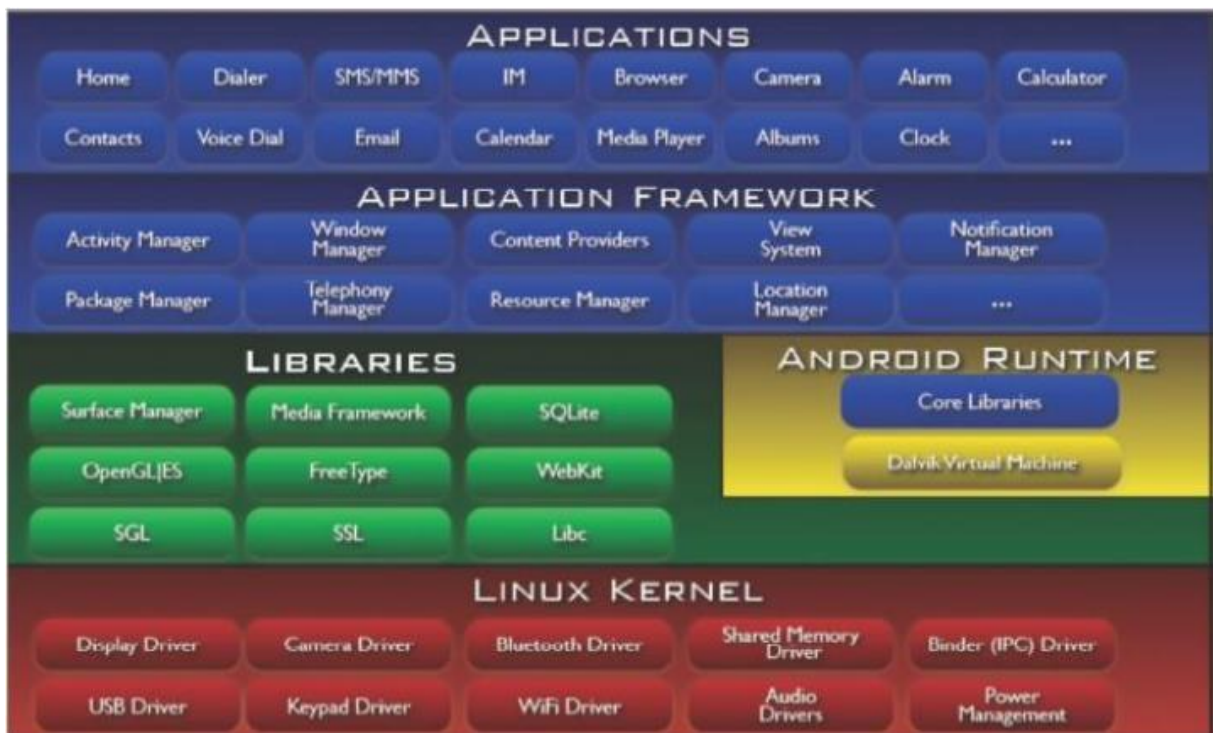 APPLICATIONS
Home Dialer SMS/MMS IM Browser Camera Alarm Calculator
Contacts Voice Dial Email Calendar Media Player Albums Clock ...
APPLICATION FRAMEWORK
Activity Manager Window Manager Content Providers View System Notification Manager
Package Manager Telephony Manager Resource Manager Location Manager ...
LIBRARIES
Surface Manager Media Framework SQLite
OpenGL|ES FreeType WebKit
SGL SSL Libc
ANDROID RUNTIME
Core Libraries
Dalvik Virtual Machine
LINUX KERNEL
Display Driver Camera Driver Bluetooth Driver Shared Memory Driver Binder (IPC) Driver
USB Driver Keypad Driver WiFi Driver Audio Drivers Power Management